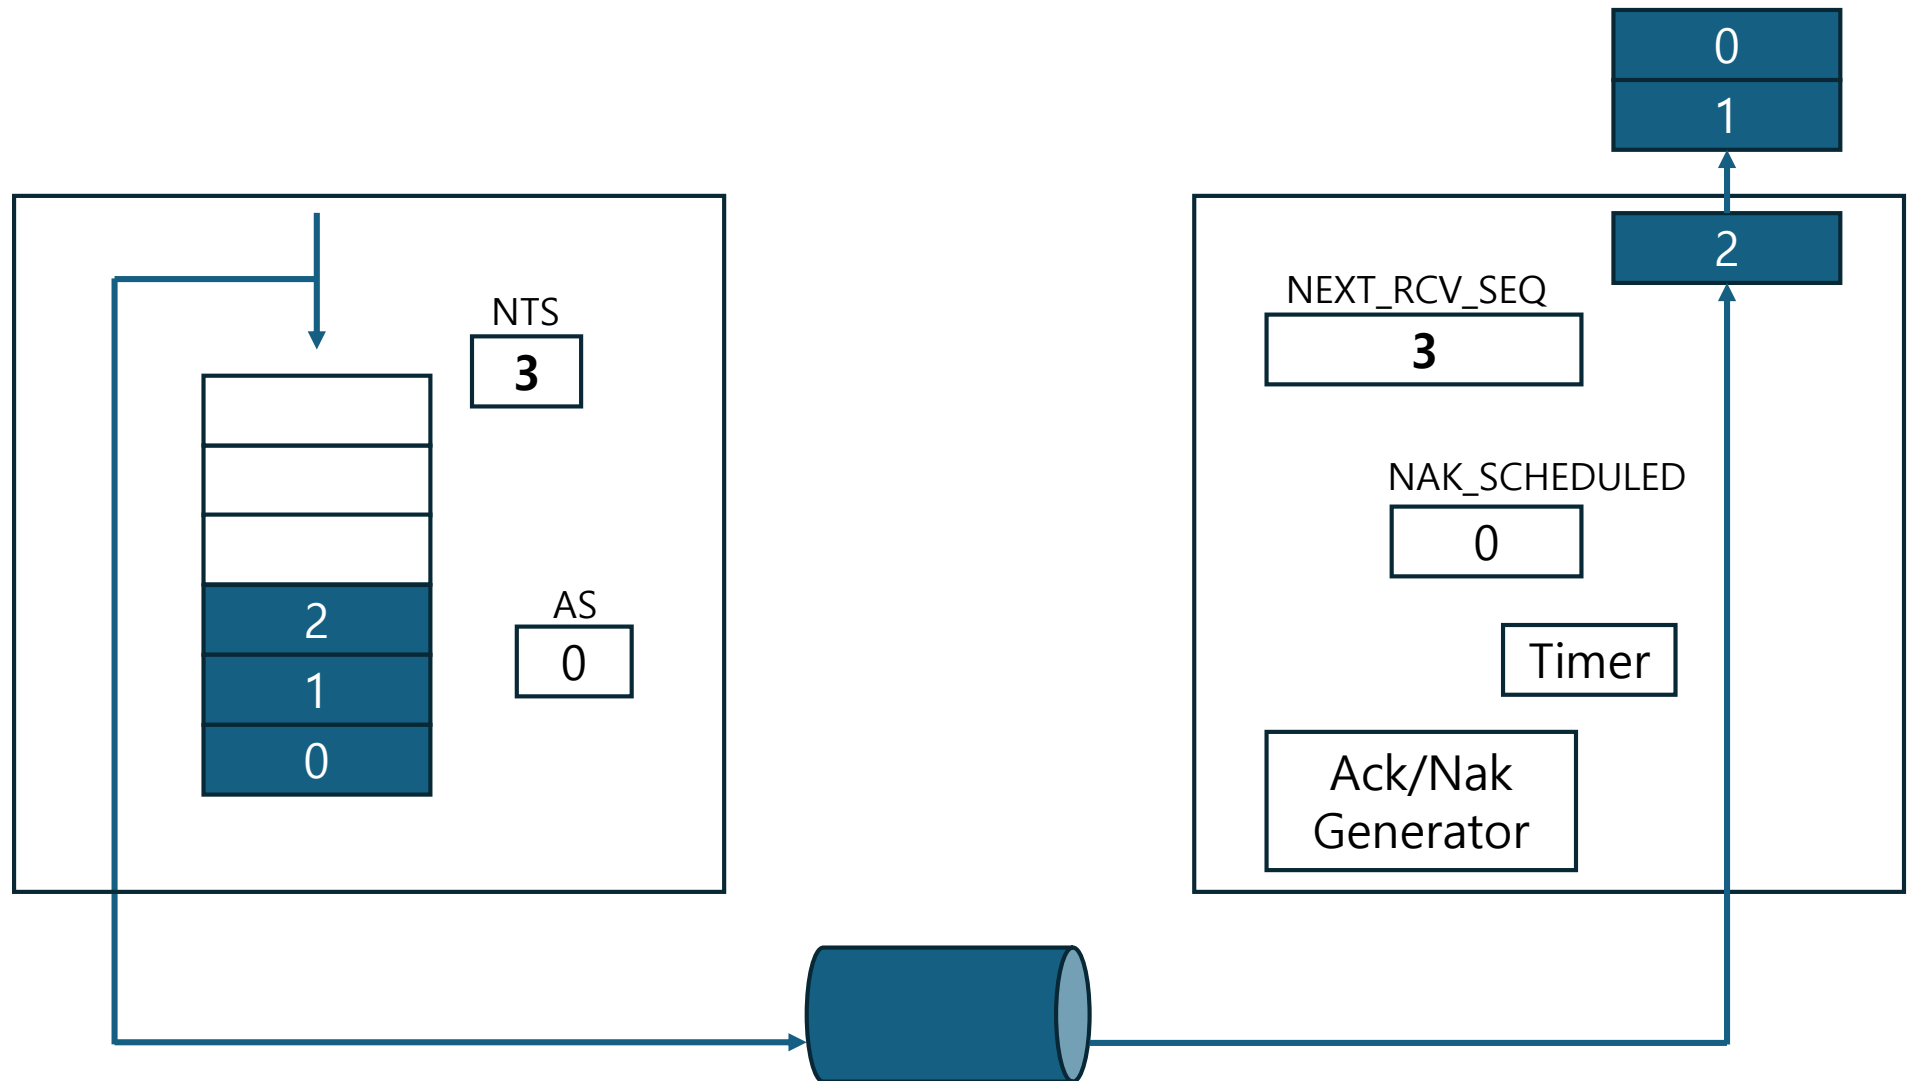 0
1
2
NTS
3
2
1
0
AS
0
NEXT_RCV_SEQ
3
NAK_SCHEDULED
0
Timer
Ack/Nak
Generator